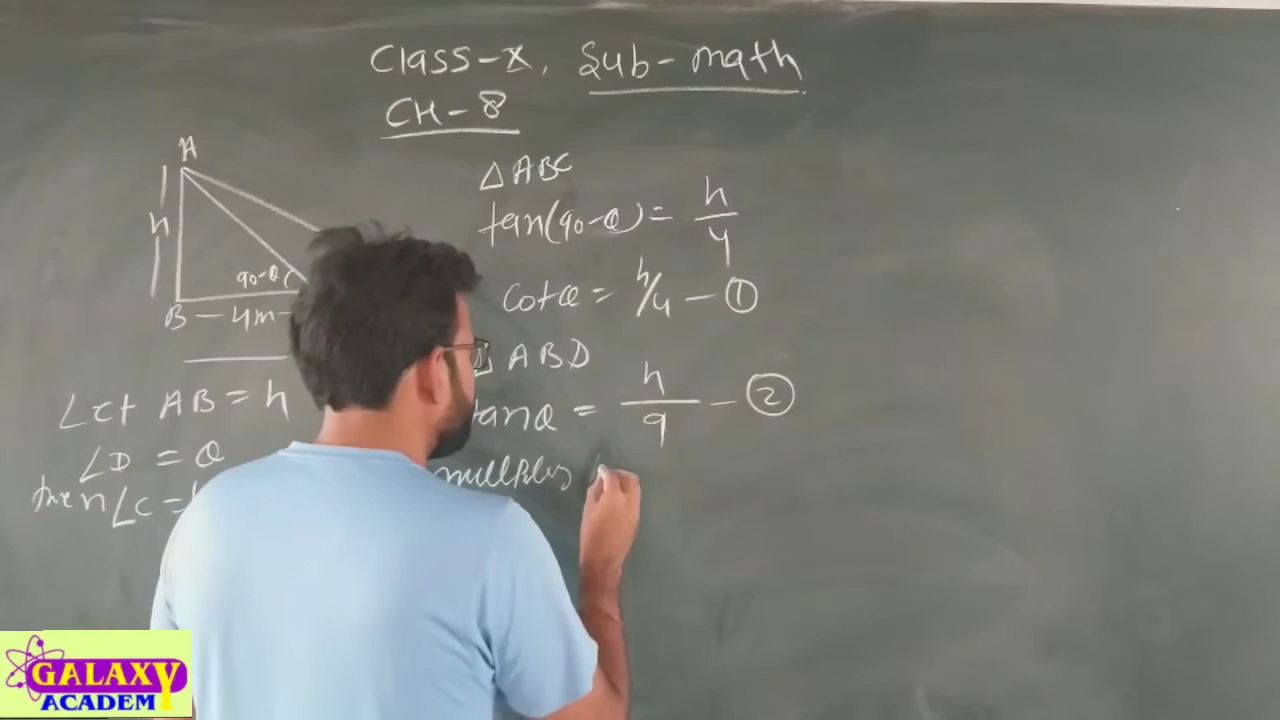 Class-X, Sub-math
CH-8
A
h
90-θ
B - 4m-
Let AB = h
∠D = θ
then ∠C =
△ABC
tan(90-θ) = h/4
cotθ = h/4 - ①
△ABD
tanθ = h/9 - ②
GALAXY
ACADEM